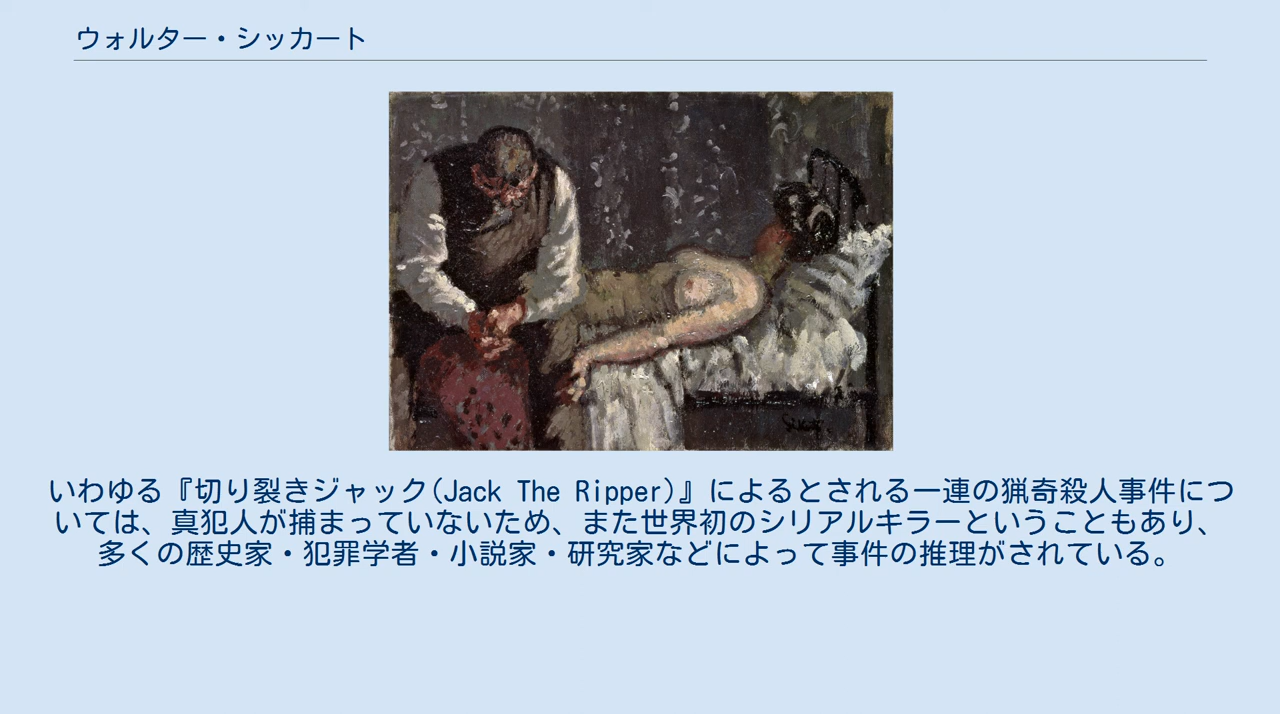 ウォルター・シッカート
Sickert.
いわゆる『切り裂きジャック(Jack The Ripper)』によるとされる一連の猟奇殺人事件につ
いては、真犯人が捕まっていないため、また世界初のシリアルキラーということもあり、
多くの歴史家・犯罪学者・小説家・研究家などによって事件の推理がされている。